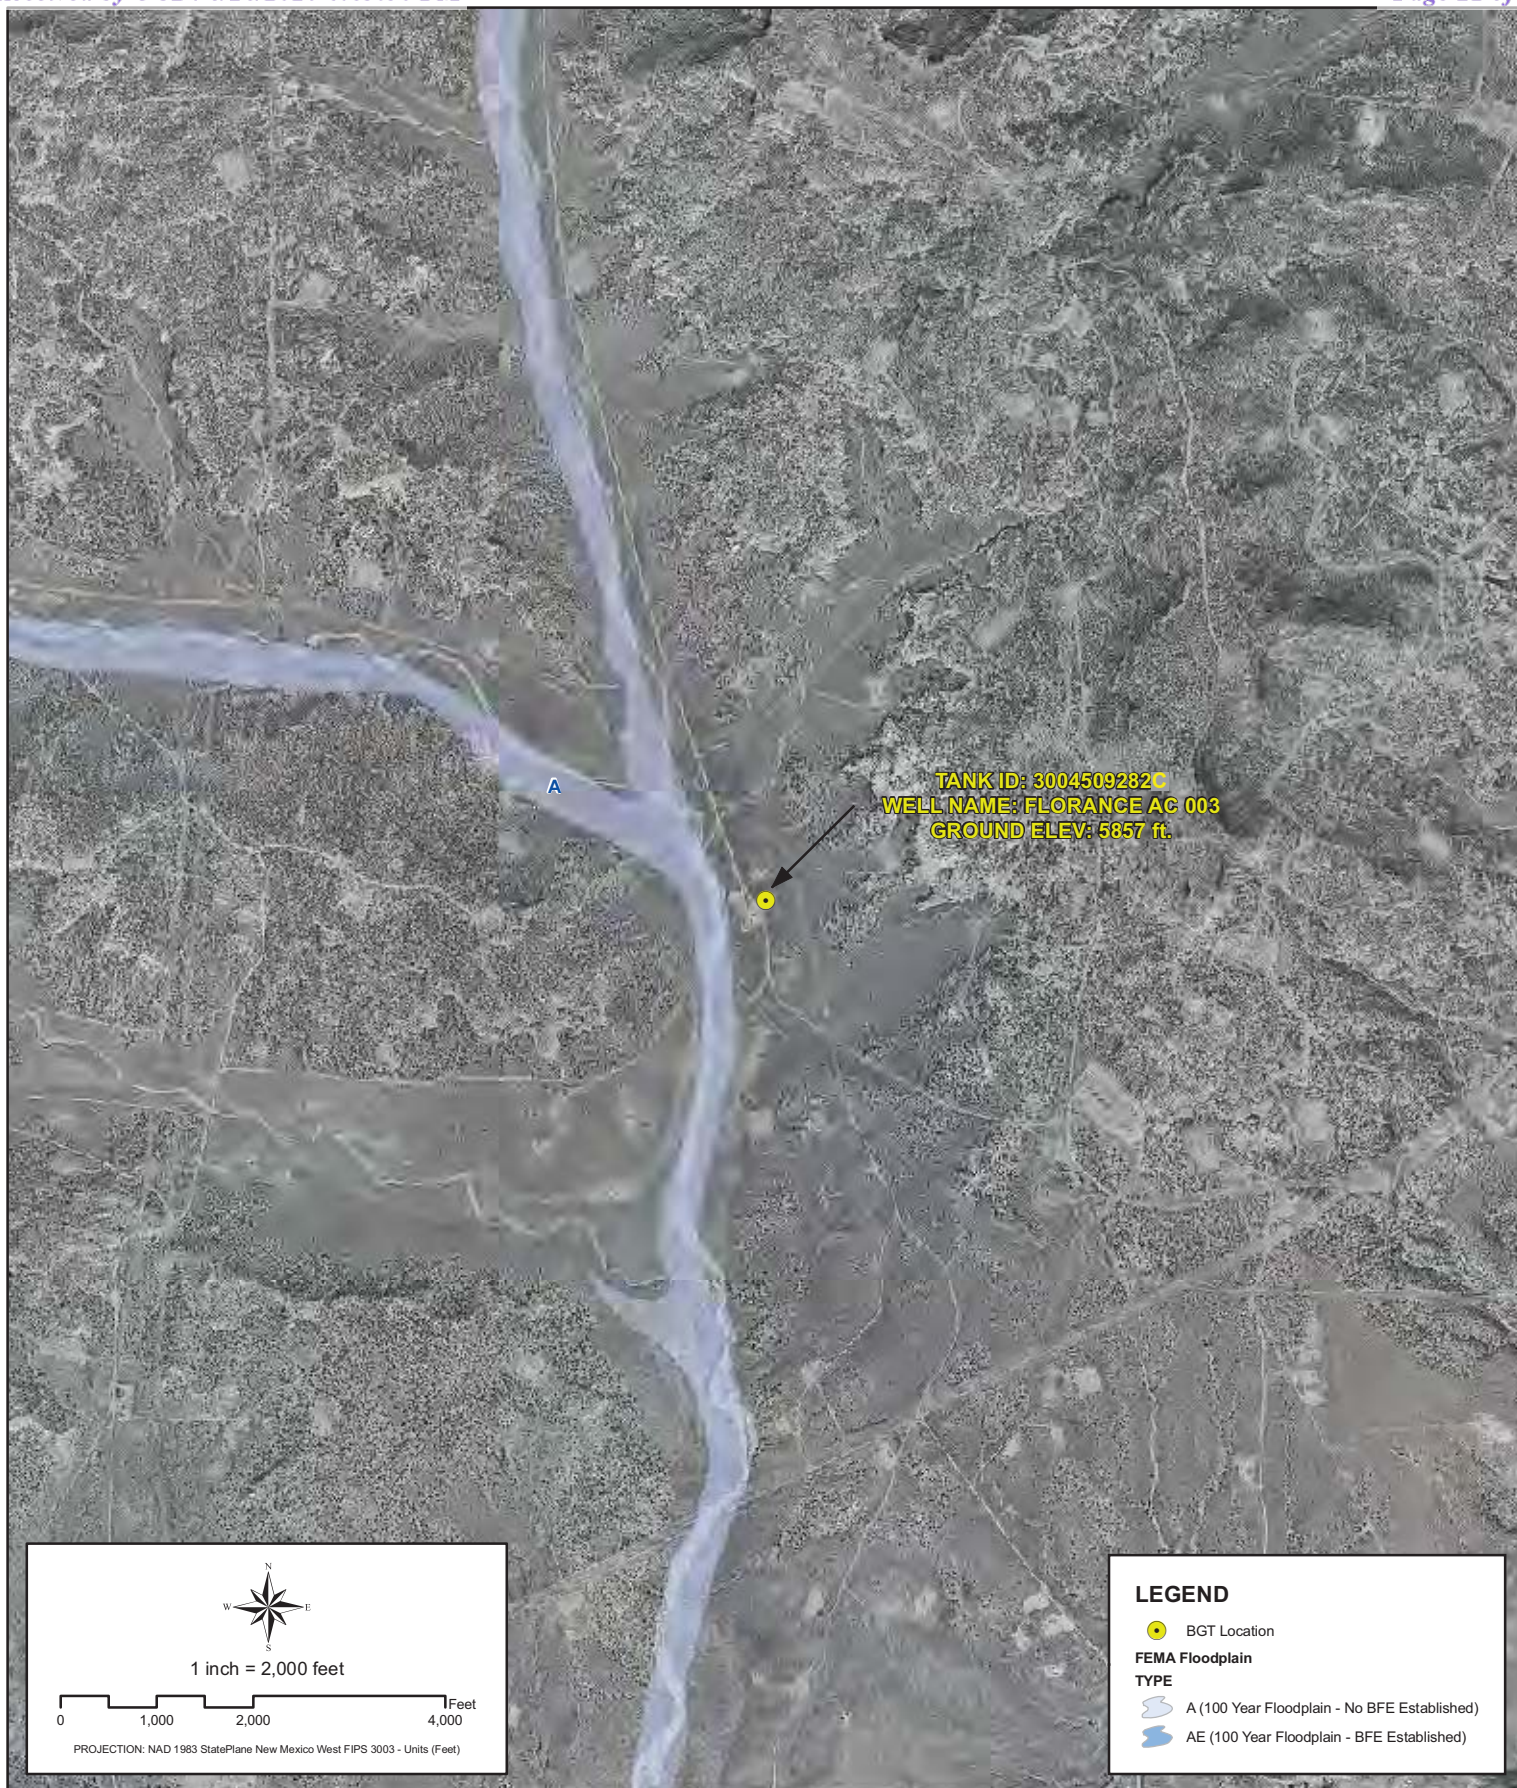 A
TANK ID: 3004509282C
WELL NAME: FLORANCE AC 003
GROUND ELEV: 5857 ft.
N
W E
S
1 inch = 2,000 feet
Feet
0 1,000 2,000 4,000
PROJECTION: NAD 1983 StatePlane New Mexico West FIPS 3003 - Units (Feet)
LEGEND
BGT Location
FEMA Floodplain
TYPE
A (100 Year Floodplain - No BFE Established)
AE (100 Year Floodplain - BFE Established)